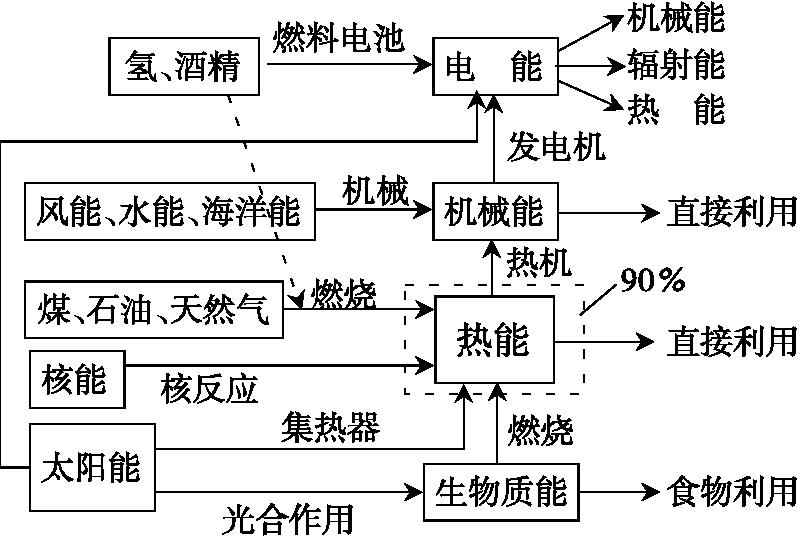 机械能
燃料电池
氢、酒精
电 能
辐射能
热 能
发电机
风能、水能、海洋能
机械
机械能
直接利用
热机
90%
煤、石油、天然气
燃烧
热能
直接利用
核能
核反应
集热器
燃烧
太阳能
生物质能
食物利用
光合作用